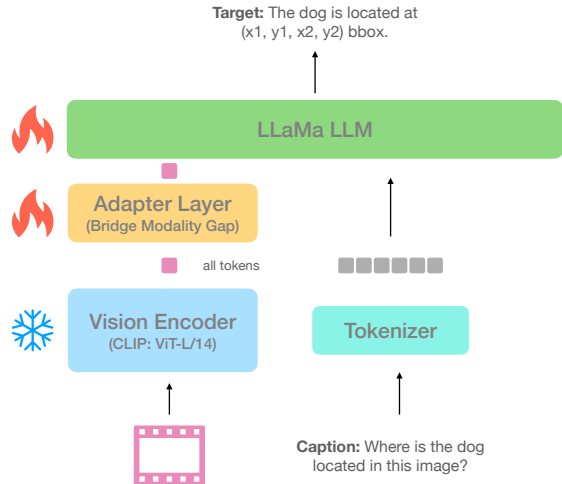 Target: The dog is located at
(x1, y1, x2, y2) bbox.
LLaMa LLM
Adapter Layer
(Bridge Modality Gap)
all tokens
Vision Encoder
(CLIP: ViT-L/14)
Tokenizer
Caption: Where is the dog
located in this image?